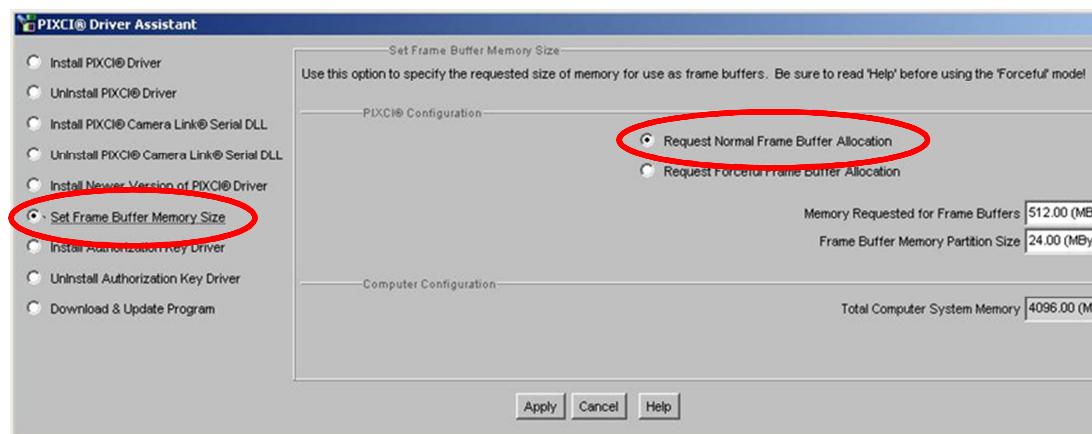 PIXCI® Driver Assistant
Install PIXCI® Driver
UnInstall PIXCI® Driver
Install PIXCI® Camera Link® Serial DLL
UnInstall PIXCI® Camera Link® Serial DLL
Install Newer Version of PIXCI® Driver
Set Frame Buffer Memory Size
Install Authorization Key Driver
UnInstall Authorization Key Driver
Download & Update Program
Set Frame Buffer Memory Size
Use this option to specify the requested size of memory for use as frame buffers. Be sure to read 'Help' before using the 'Forceful' mode!
PIXCI® Configuration
Request Normal Frame Buffer Allocation
Request Forceful Frame Buffer Allocation
Memory Requested for Frame Buffers 512.00 (MB
Frame Buffer Memory Partition Size 24.00 (MBy
Computer Configuration
Total Computer System Memory 4096.00 (M
Apply Cancel Help